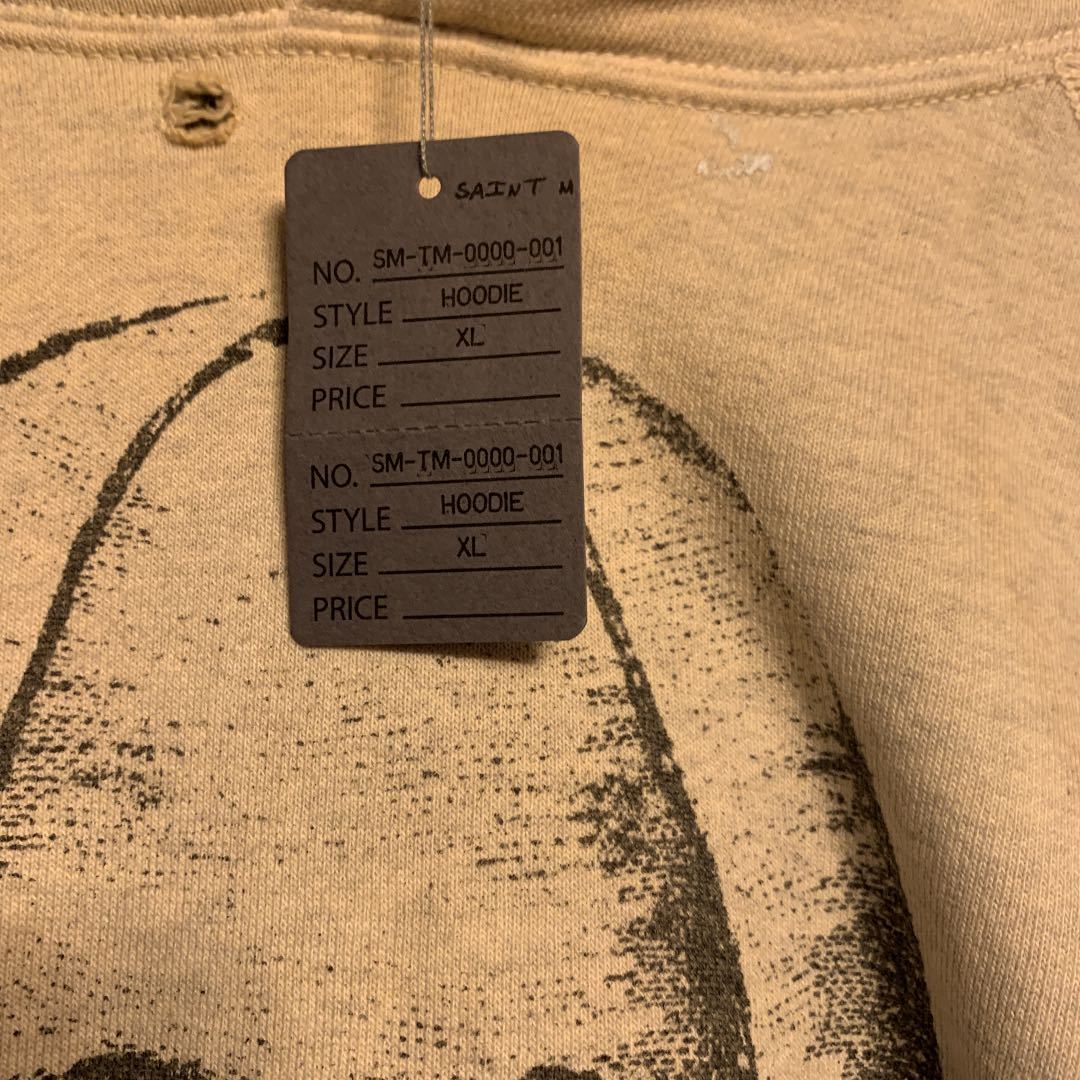 SAINT M
NO. SM-TM-0000-001
STYLE HOODIE
SIZE XL
PRICE
NO. SM-TM-0000-001
STYLE HOODIE
SIZE XL
PRICE